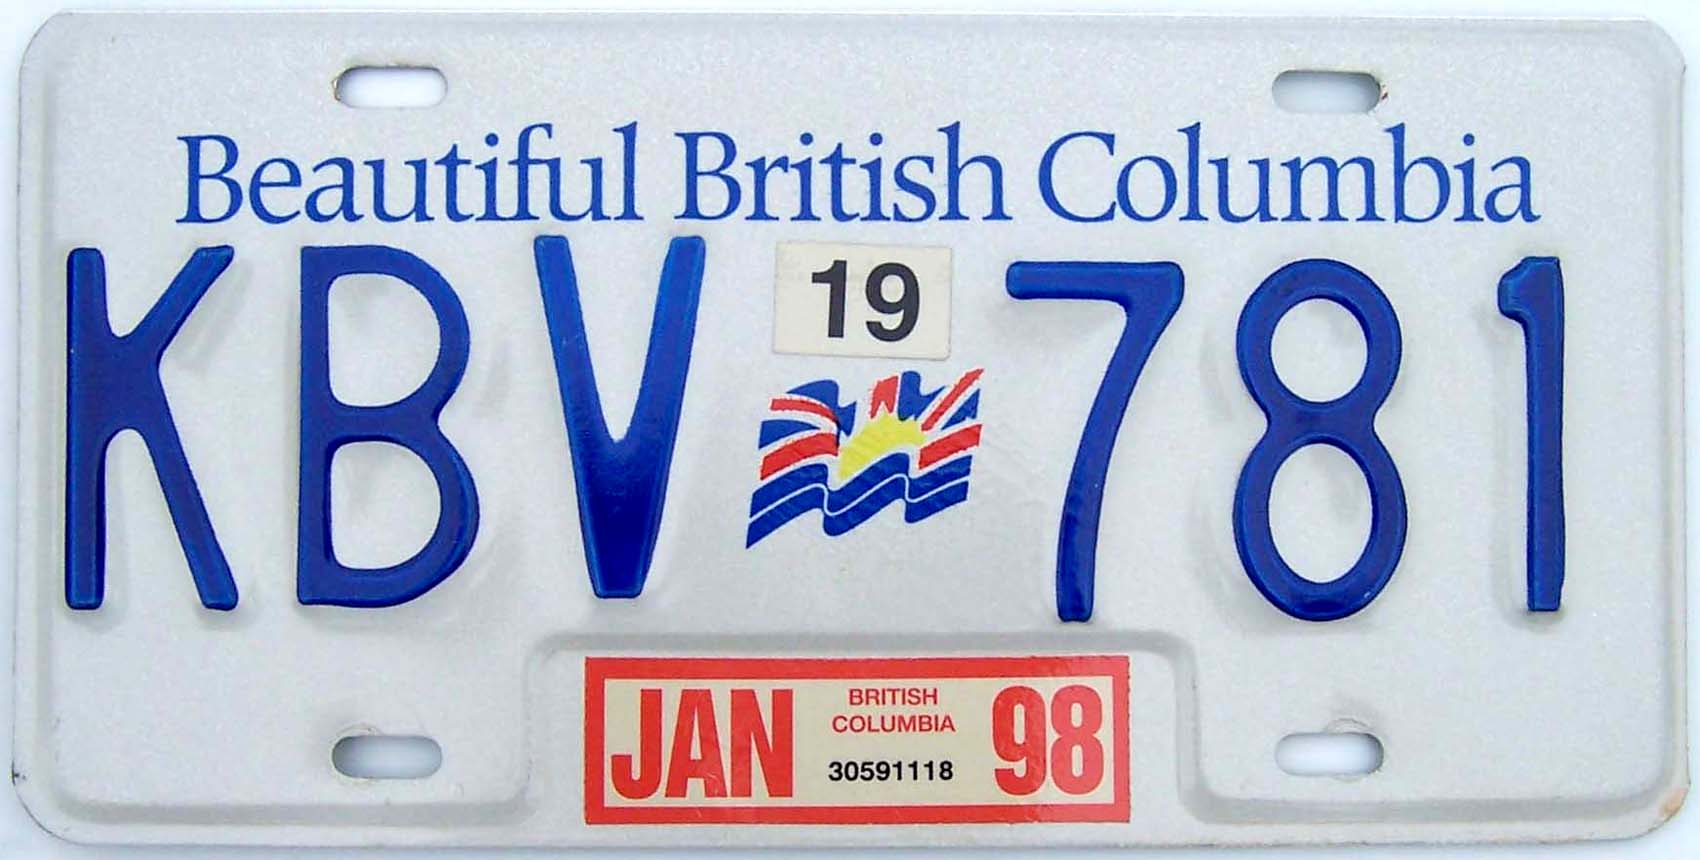 Beautiful British Columbia
KBV 781
19
JAN BRITISH COLUMBIA 98
30591118